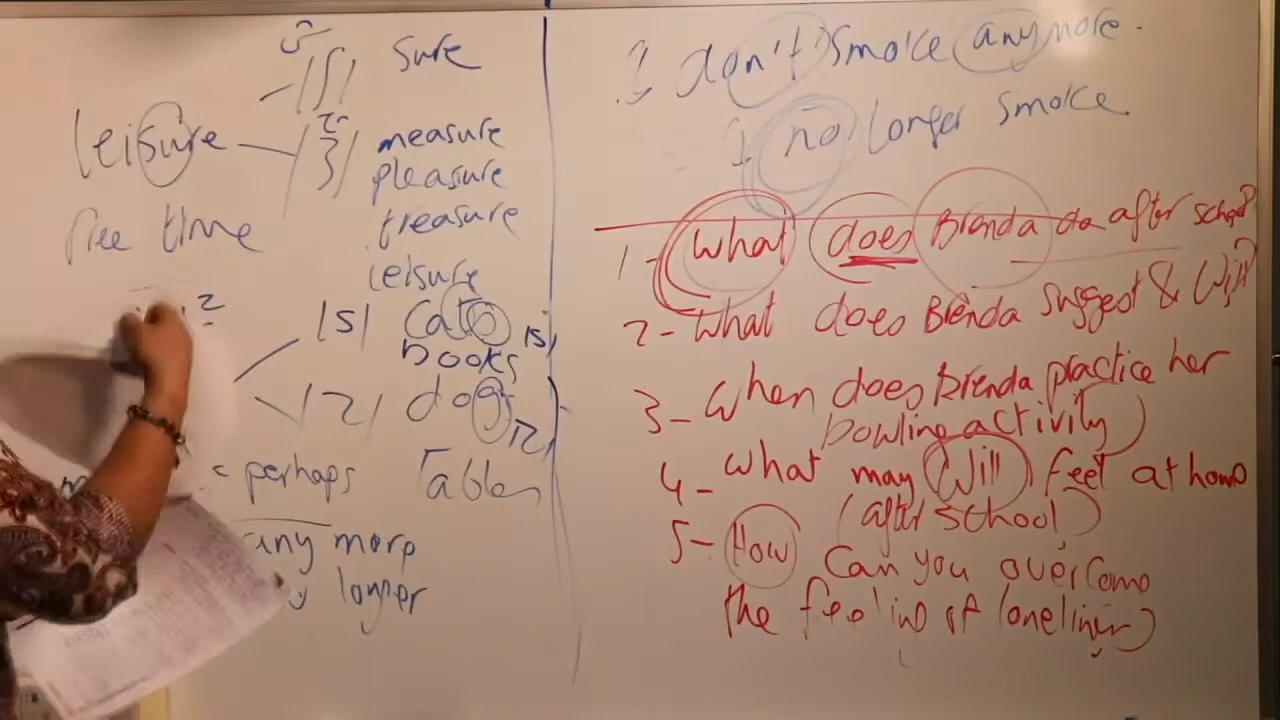 /ʃ/ sure
leisure /ʒ/ measure
pleasure
free time treasure
leisure
?
/s/ cats /s/
books
/z/ dogs /z/
= perhaps Tables
any more
longer
I don't smoke anymore.
I no longer smoke
1- What does Brenda do after school?
2- What does Brenda suggest & Will?
3- When does Brenda practice her
bowling activity)
4- What may Will feel at home
(after school)
5- How can you overcome
the feeling of loneliness)